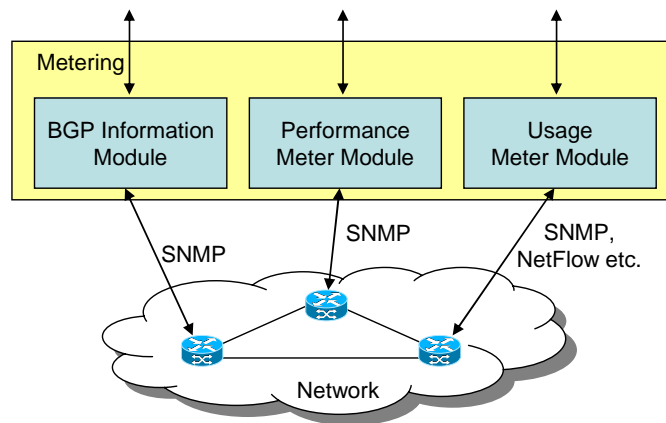 Metering
BGP Information
Module
Performance
Meter Module
Usage
Meter Module
SNMP
SNMP
SNMP,
NetFlow etc.
Network